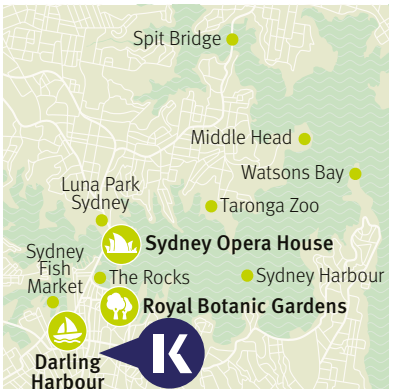 Spit Bridge
Middle Head
Watsons Bay
Luna Park
Sydney
Taronga Zoo
Sydney Opera House
Sydney
Fish
Market
The Rocks
Sydney Harbour
Royal Botanic Gardens
K
Darling
Harbour